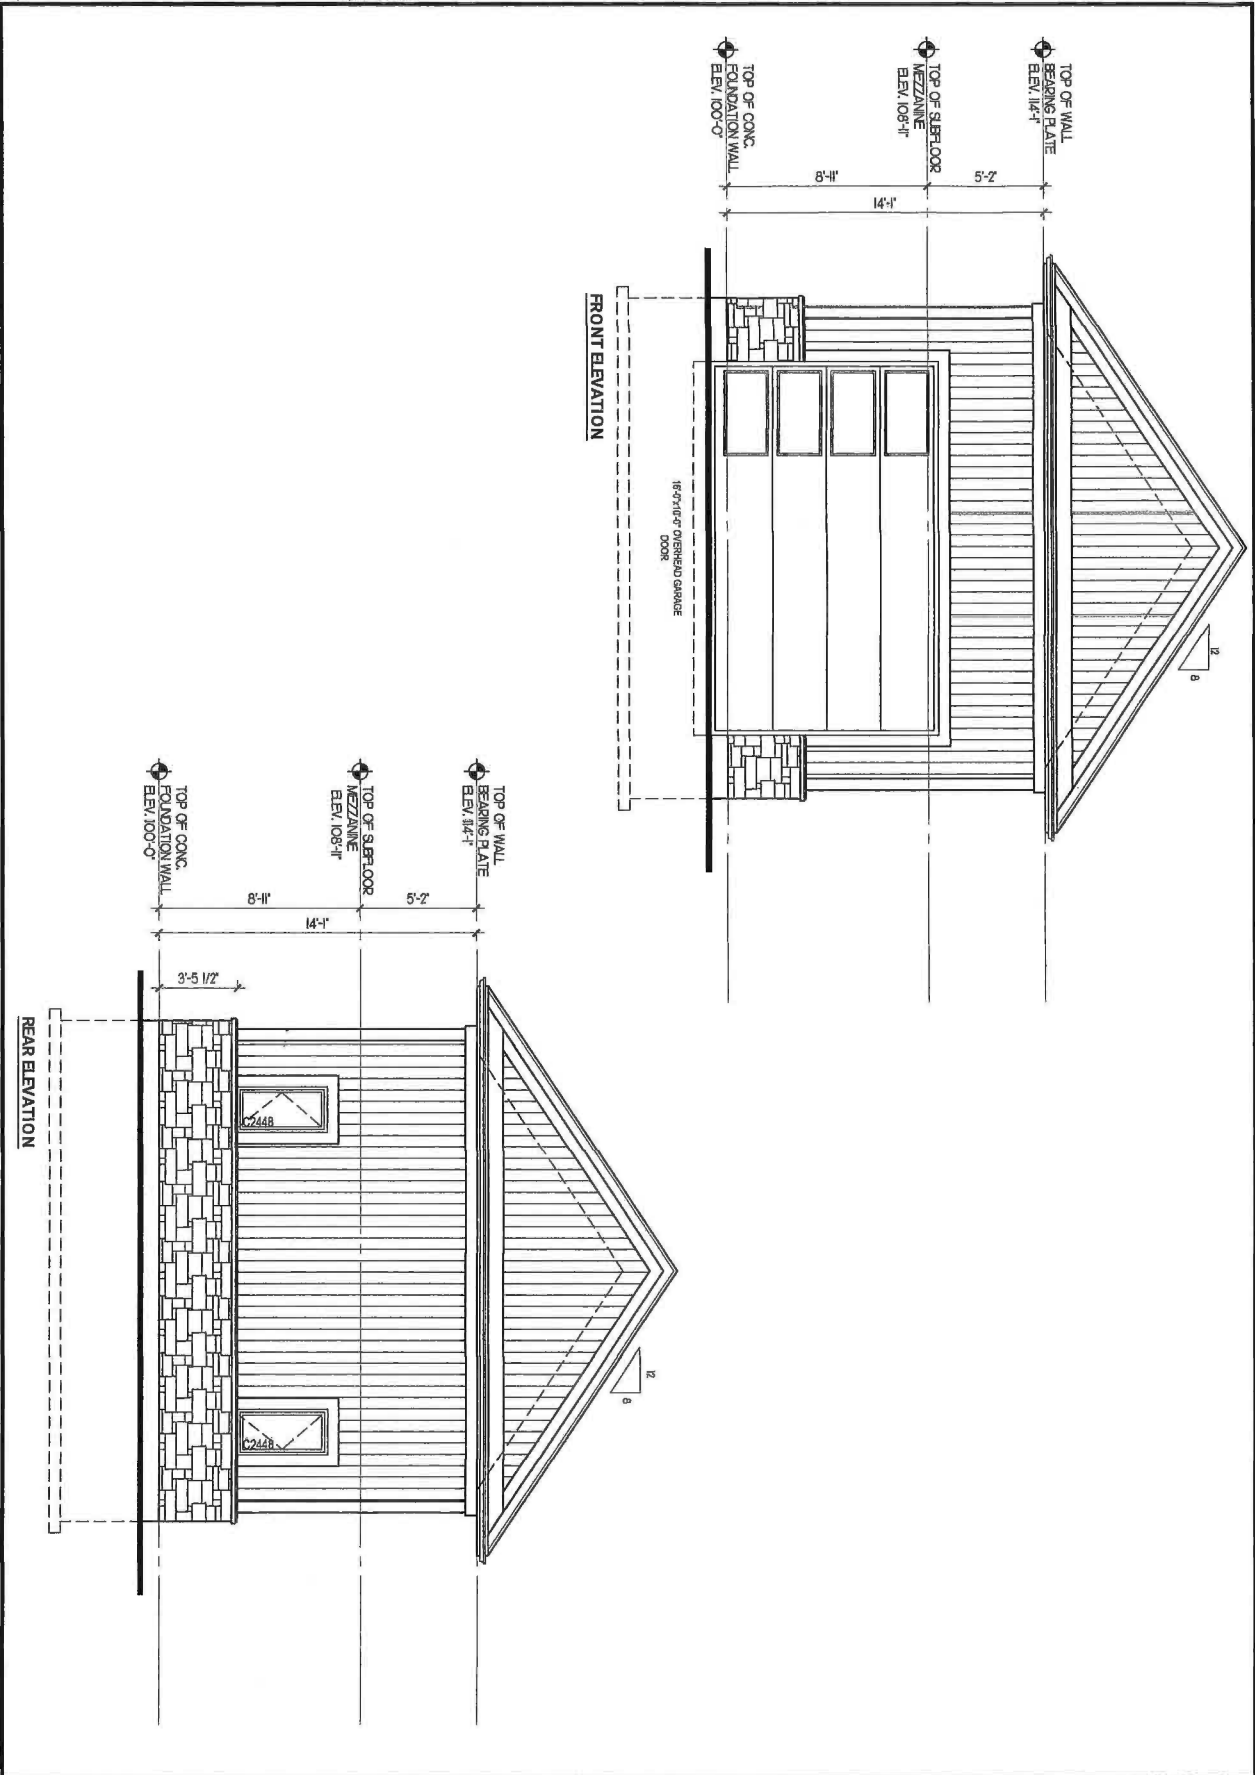 TOP OF WALL
BEARING PLATE
ELEV. 114'-1"
TOP OF SUBFLOOR
MEZZANINE
ELEV. 108'-11"
TOP OF CONC.
FOUNDATION WALL
ELEV. 100'-0"
5'-2"
8'-11"
14'-1"
12
8
16'-0"x10'-0" OVERHEAD GARAGE
DOOR
FRONT ELEVATION
TOP OF WALL
BEARING PLATE
ELEV. 114'-1"
TOP OF SUBFLOOR
MEZZANINE
ELEV. 108'-11"
TOP OF CONC.
FOUNDATION WALL
ELEV. 100'-0"
5'-2"
8'-11"
14'-1"
3'-5 1/2"
12
8
C2448
C2448
REAR ELEVATION